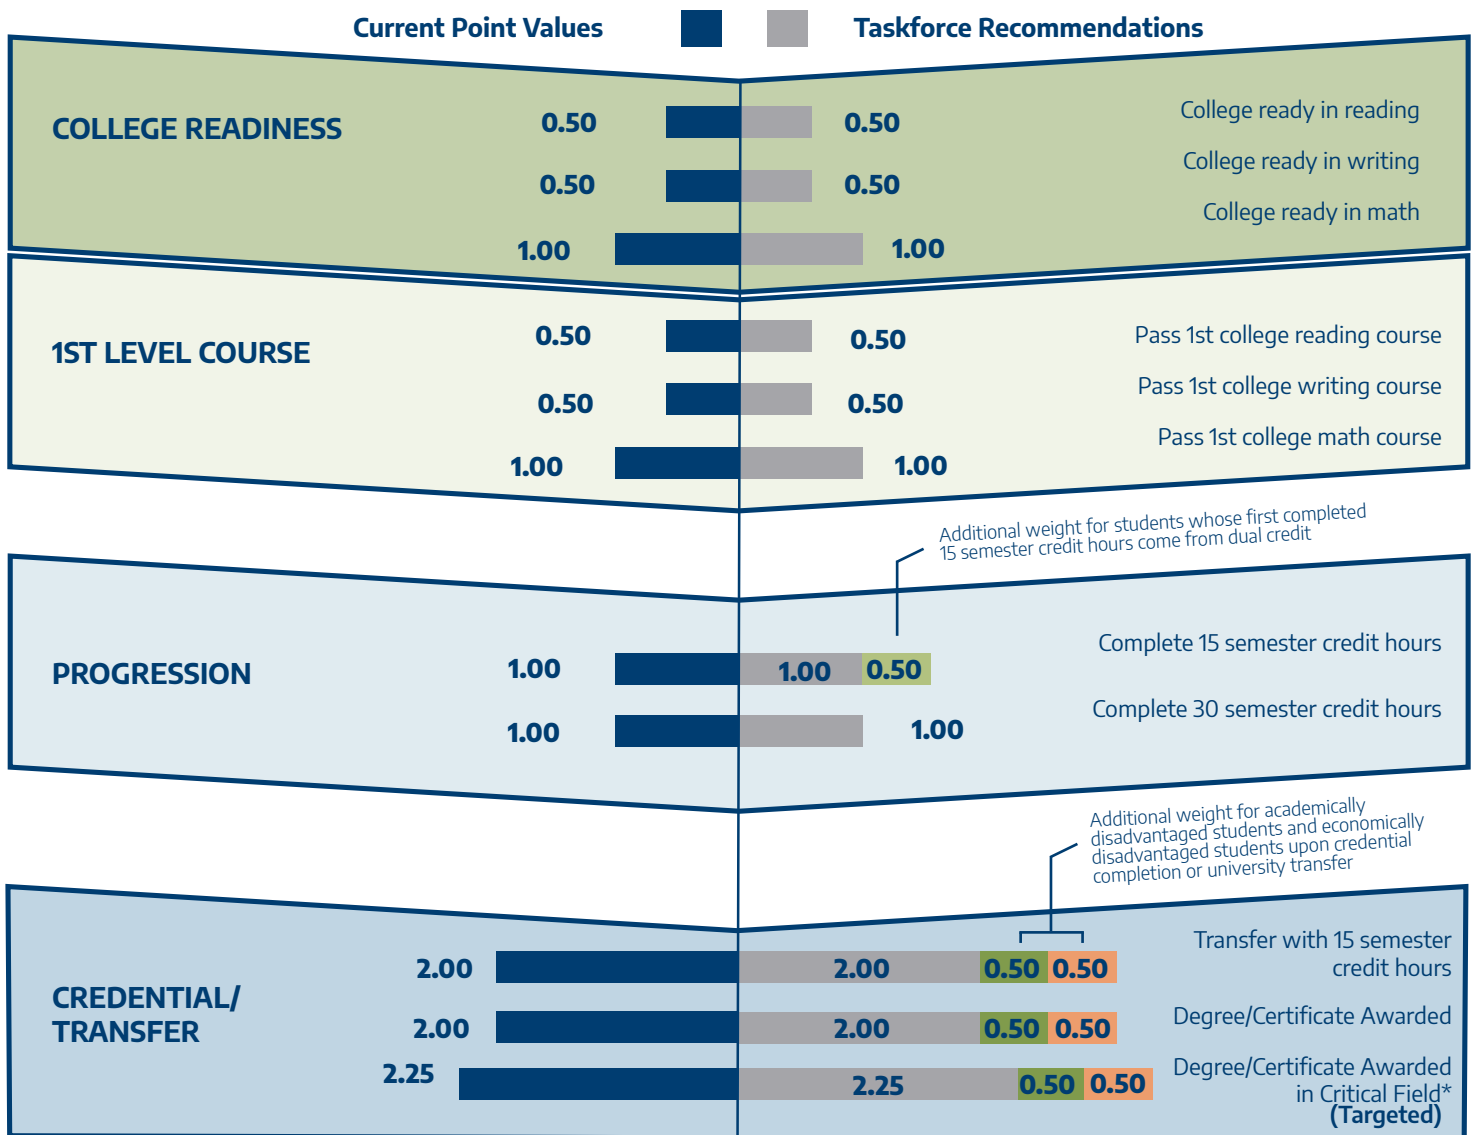 Current Point Values
Taskforce Recommendations
COLLEGE READINESS
0.50
0.50
College ready in reading
0.50
0.50
College ready in writing
College ready in math
1.00
1.00
1ST LEVEL COURSE
0.50
0.50
Pass 1st college reading course
0.50
0.50
Pass 1st college writing course
Pass 1st college math course
1.00
1.00
Additional weight for students whose first completed
15 semester credit hours come from dual credit
PROGRESSION
1.00
1.00
0.50
Complete 15 semester credit hours
1.00
1.00
Complete 30 semester credit hours
Additional weight for academically
disadvantaged students and economically
disadvantaged students upon credential
completion or university transfer
CREDENTIAL/
TRANSFER
2.00
2.00
0.50
0.50
Transfer with 15 semester
credit hours
2.00
2.00
0.50
0.50
Degree/Certificate Awarded
2.25
2.25
0.50
0.50
Degree/Certificate Awarded
in Critical Field*
(Targeted)